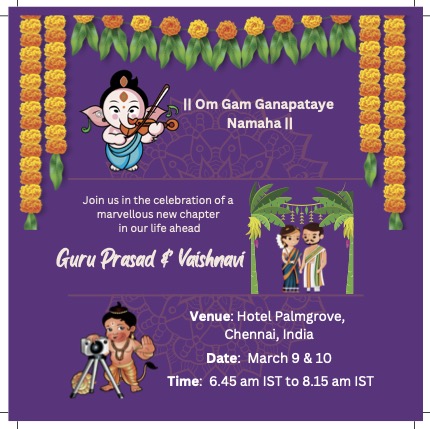 || Om Gam Ganapataye
Namaha ||
Join us in the celebration of a
marvellous new chapter
in our life ahead
Guru Prasad & Vaishnavi
Venue: Hotel Palmgrove,
Chennai, India
Date: March 9 & 10
Time: 6.45 am IST to 8.15 am IST